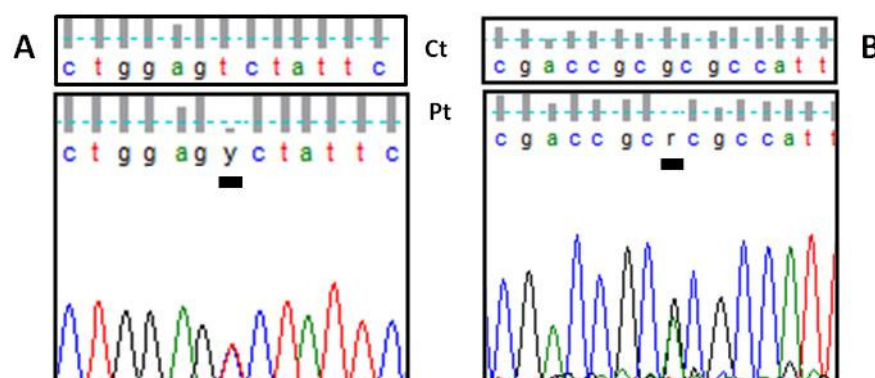 A
c t g g a g t c t a t t c
Ct
c g a c c g c g c g c c a t t
B
Pt
c t g g a g y c t a t t c
c g a c c g c r c g c c a t t